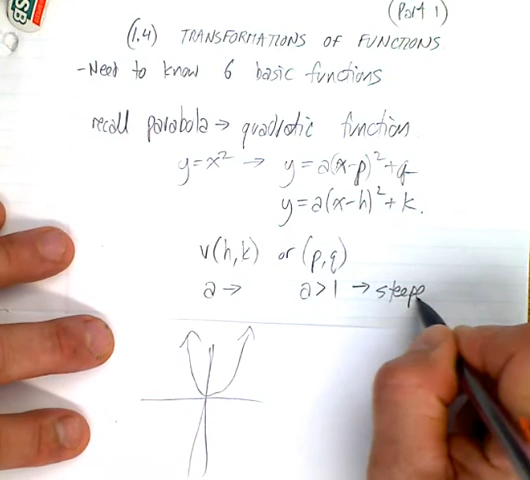 (Part 1)
(1.4) TRANSFORMATIONS OF FUNCTIONS
-Need to know 6 basic functions
recall parabola → quadratic function
y=x² → y=a(x-p)²+q
y=a(x-h)²+k.
v(h,k) or (p,q)
a → a>1 → steepe